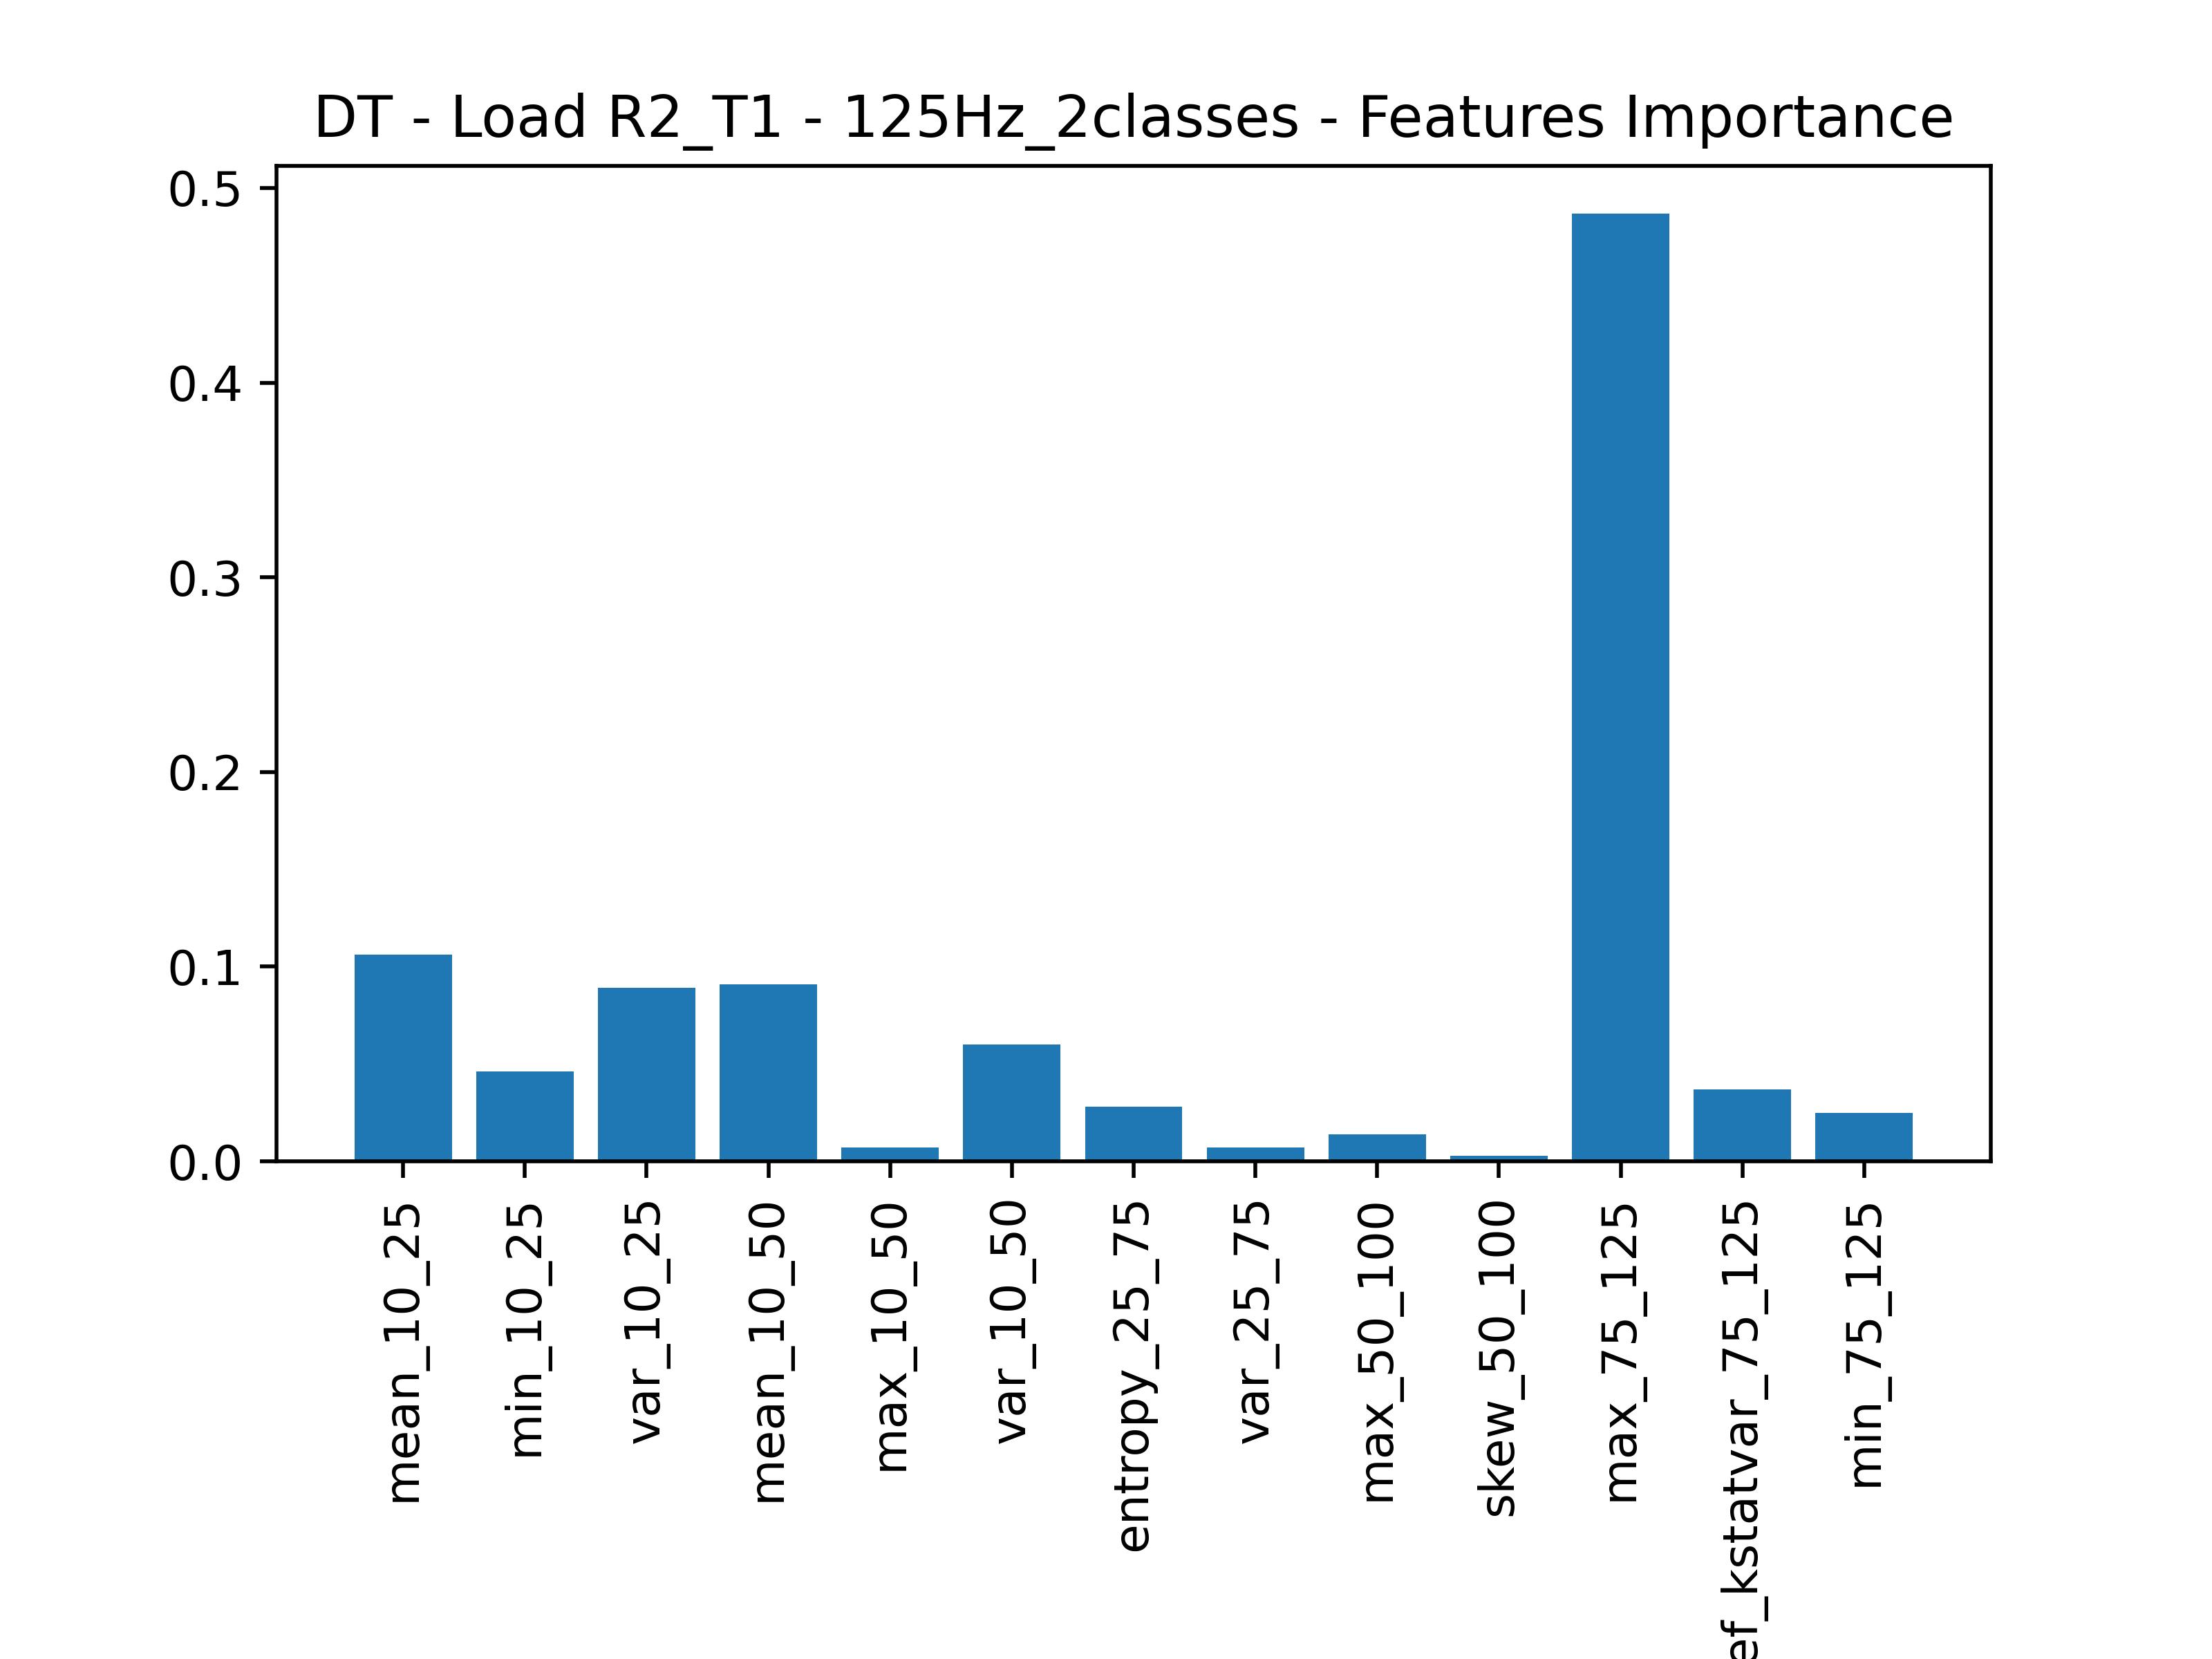 DT - Load R2_T1 - 125Hz_2classes - Features Importance
0.5
0.4
0.3
0.2
0.1
0.0
mean_10_25
min_10_25
var_10_25
mean_10_50
max_10_50
var_10_50
entropy_25_75
var_25_75
max_50_100
skew_50_100
max_75_125
ef_kstatvar_75_125
min_75_125